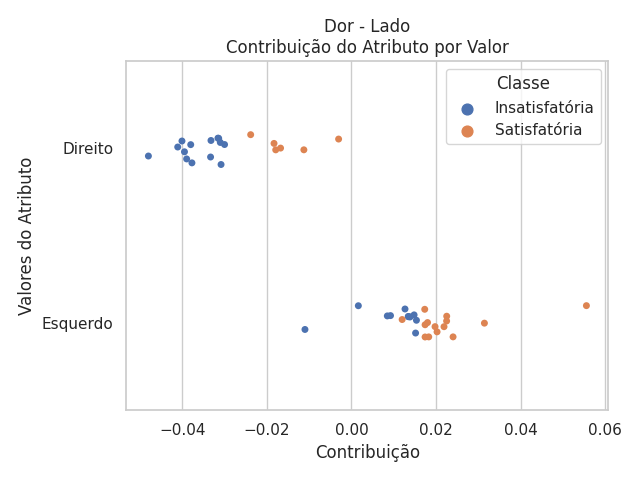 Dor - Lado
Contribuição do Atributo por Valor
Classe
Insatisfatória
Satisfatória
Valores do Atributo
Direito
Esquerdo
−0.04 −0.02 0.00 0.02 0.04 0.06
Contribuição